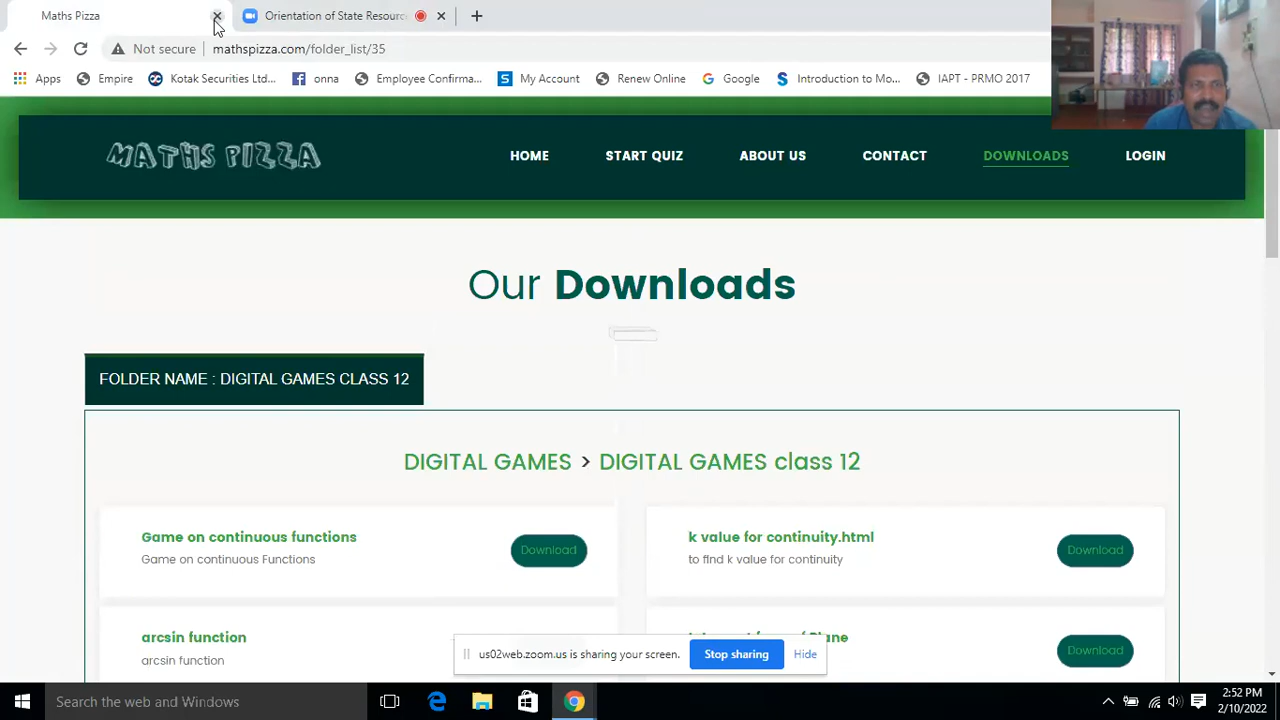 Maths Pizza
Orientation of State Resourc
Not secure
mathspizza.com/folder_list/35
Apps
Empire
Kotak Securities Ltd...
onna
Employee Confirma...
My Account
Renew Online
Google
Introduction to Mo...
IAPT - PRMO 2017
MATHS PIZZA
HOME
START QUIZ
ABOUT US
CONTACT
DOWNLOADS
LOGIN
Our Downloads
FOLDER NAME : DIGITAL GAMES CLASS 12
DIGITAL GAMES > DIGITAL GAMES class 12
Game on continuous functions
Game on continuous Functions
Download
k value for continuity.html
to find k value for continuity
Download
arcsin function
arcsin function
Plane
Download
us02web.zoom.us is sharing your screen.
Stop sharing
Hide
Search the web and Windows
2:52 PM
2/10/2022